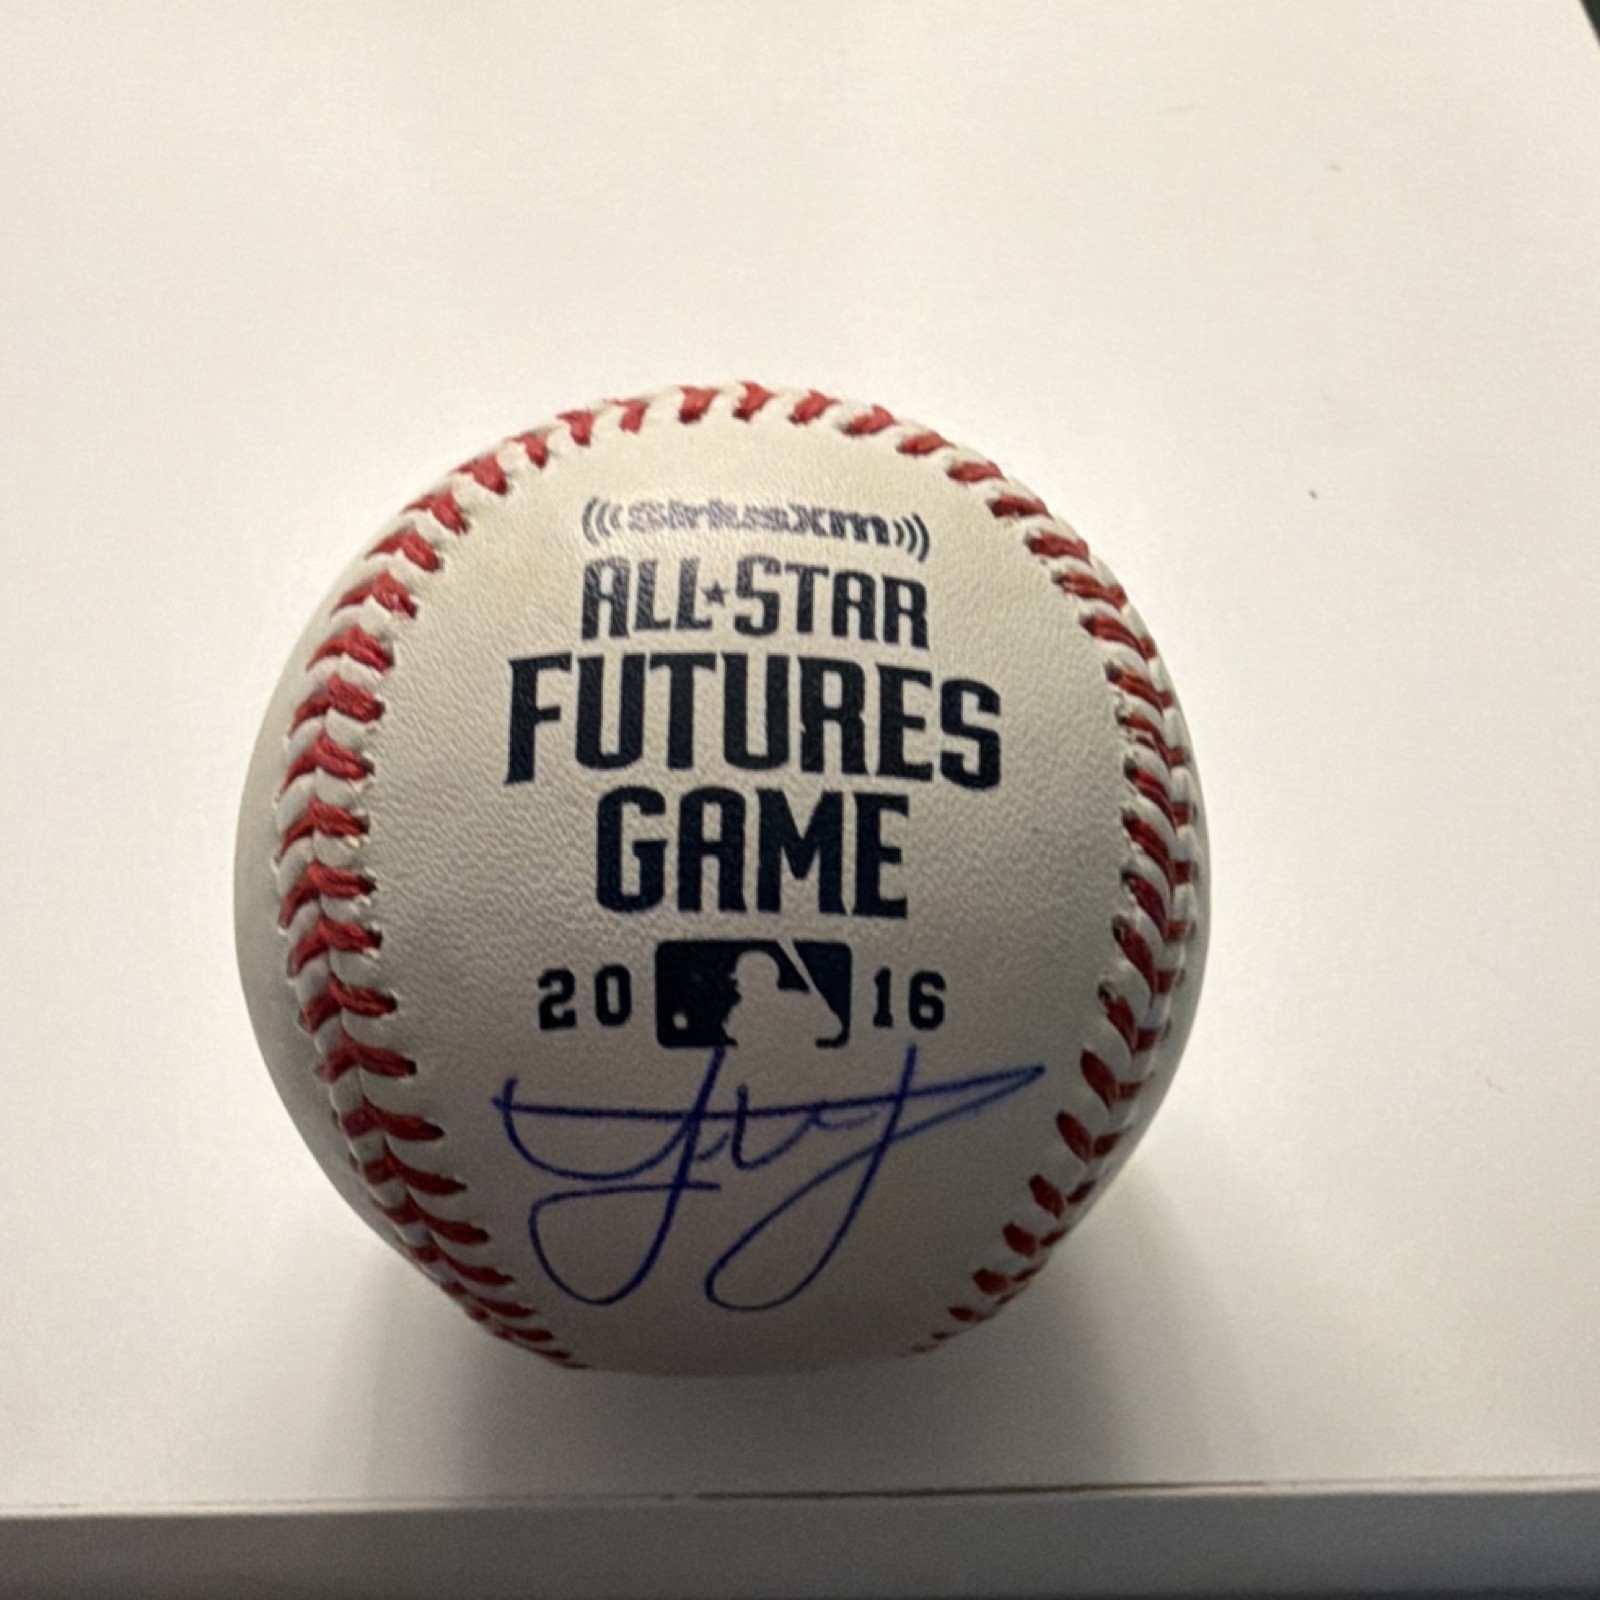 (((siriusxm)))
ALL★STAR
FUTURES
GAME
20 16